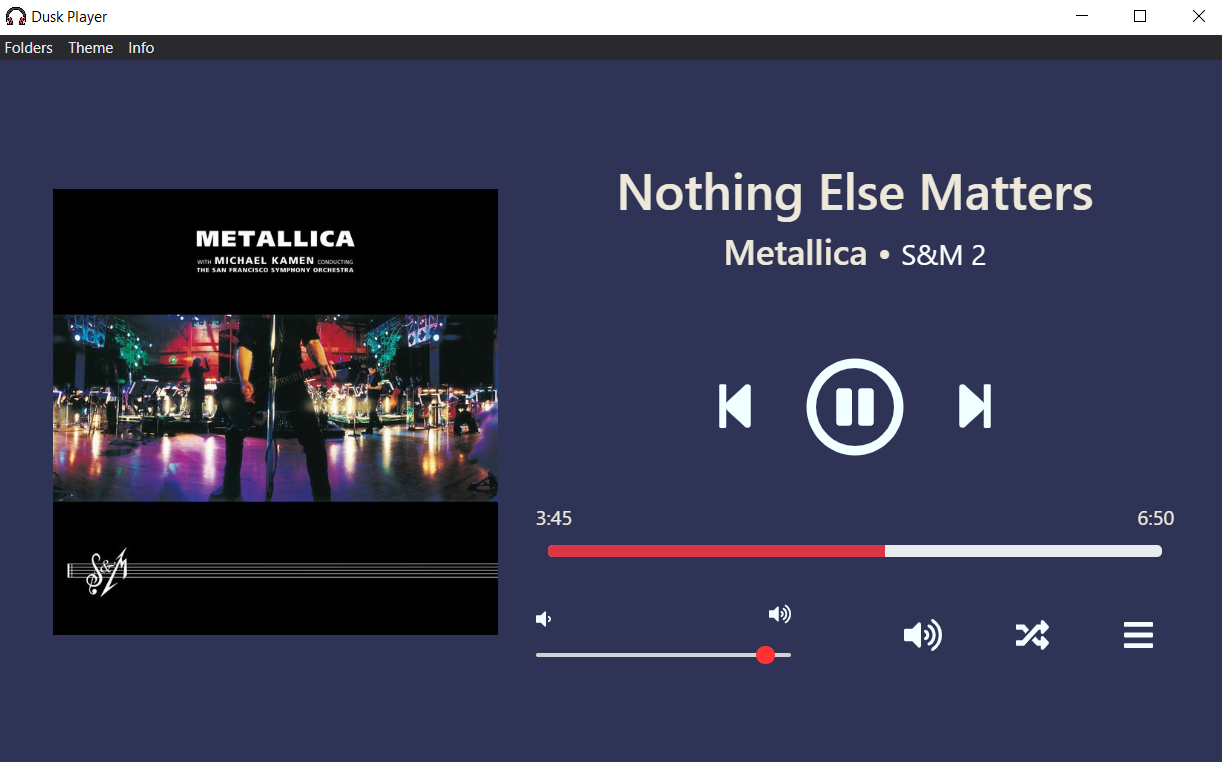 Dusk Player
Folders Theme Info
METALLICA
WITH MICHAEL KAMEN CONDUCTING
THE SAN FRANCISCO SYMPHONY ORCHESTRA
S&M
Nothing Else Matters
Metallica • S&M 2
3:45 6:50